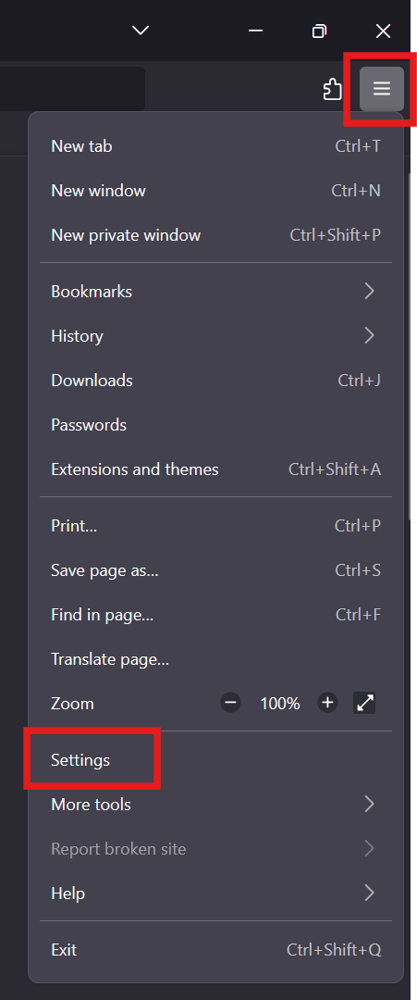 New tab Ctrl+T
New window Ctrl+N
New private window Ctrl+Shift+P
Bookmarks
History
Downloads Ctrl+J
Passwords
Extensions and themes Ctrl+Shift+A
Print... Ctrl+P
Save page as... Ctrl+S
Find in page... Ctrl+F
Translate page...
Zoom 100%
Settings
More tools
Report broken site
Help
Exit Ctrl+Shift+Q